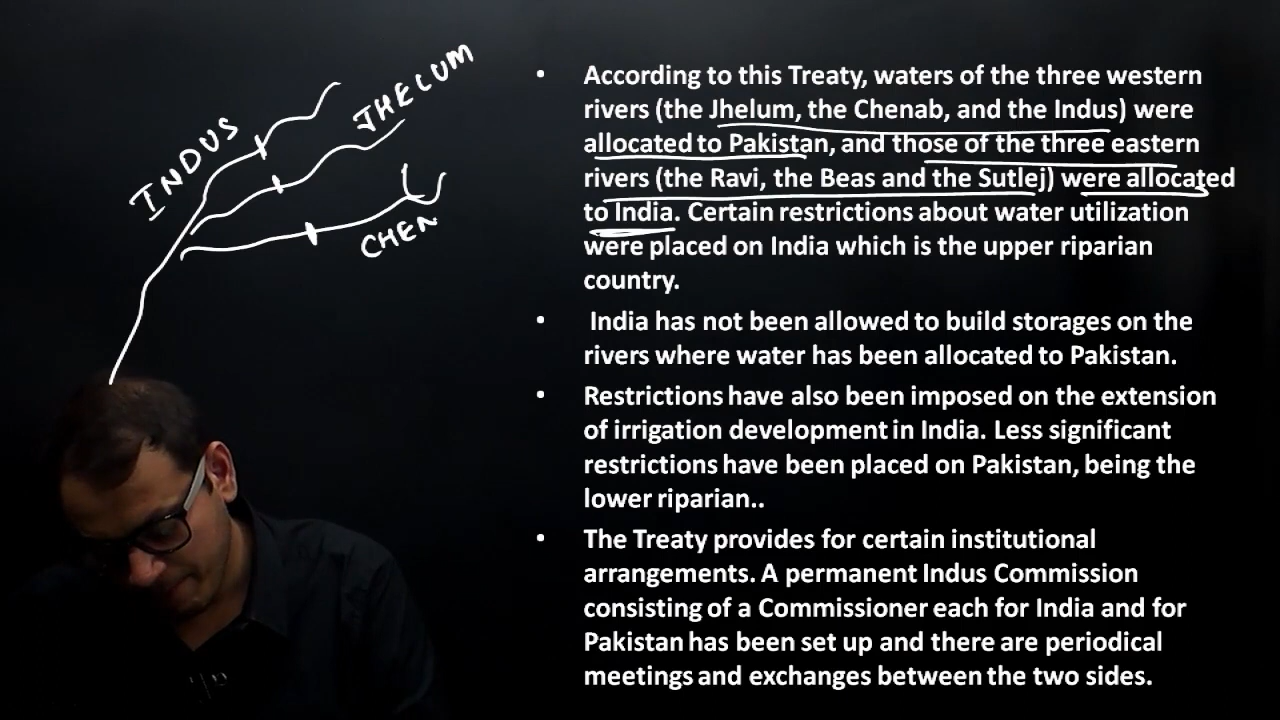 INDUS
JHELUM
CHEN
• According to this Treaty, waters of the three western
rivers (the Jhelum, the Chenab, and the Indus) were
allocated to Pakistan, and those of the three eastern
rivers (the Ravi, the Beas and the Sutlej) were allocated
to India. Certain restrictions about water utilization
were placed on India which is the upper riparian
country.
• India has not been allowed to build storages on the
rivers where water has been allocated to Pakistan.
• Restrictions have also been imposed on the extension
of irrigation development in India. Less significant
restrictions have been placed on Pakistan, being the
lower riparian..
• The Treaty provides for certain institutional
arrangements. A permanent Indus Commission
consisting of a Commissioner each for India and for
Pakistan has been set up and there are periodical
meetings and exchanges between the two sides.